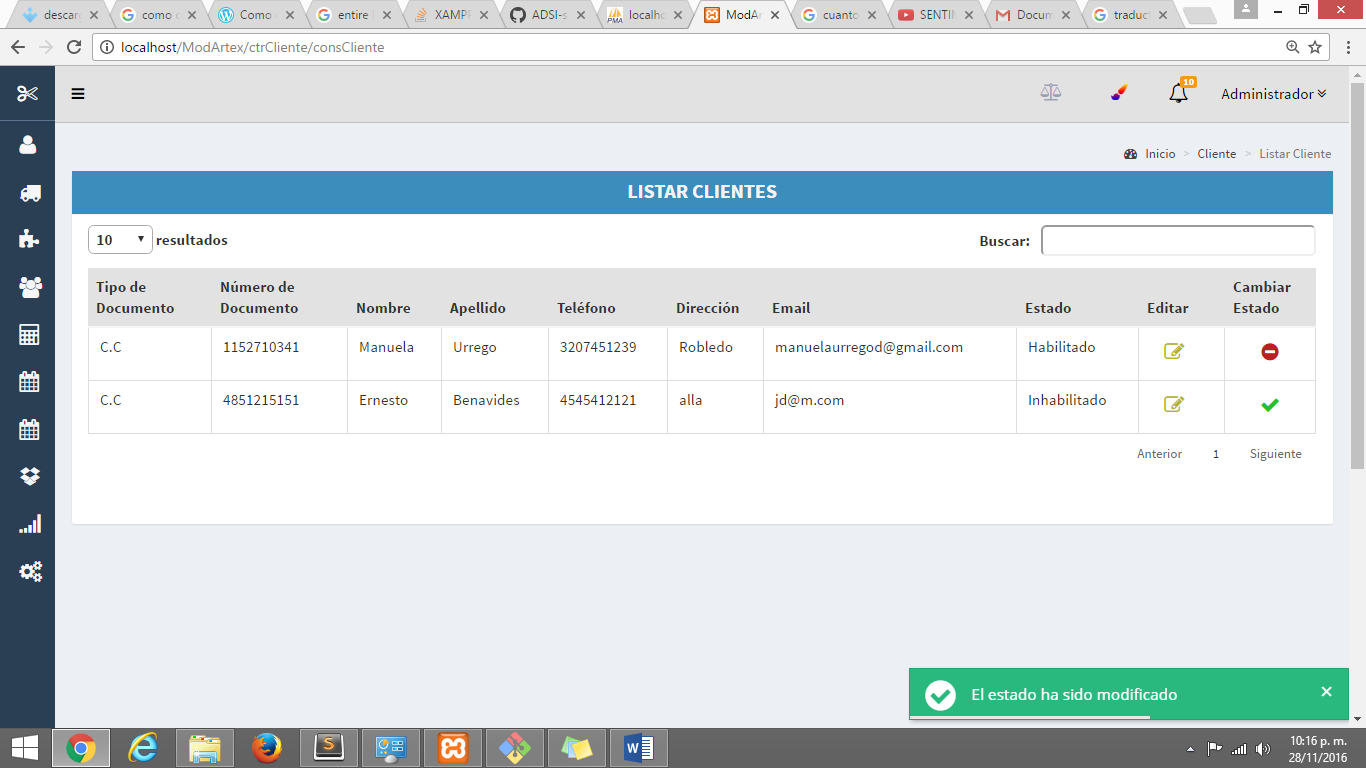 descar
como
Como
entire
XAMPP
ADSI-s
localho
ModAr
cuanto
SENTIN
Docum
traduct
localhost/ModArtex/ctrCliente/consCliente
10
Administrador
Inicio > Cliente > Listar Cliente
LISTAR CLIENTES
10 resultados
Buscar:
Tipo de Documento Número de Documento Nombre Apellido Teléfono Dirección Email Estado Editar Cambiar Estado
C.C 1152710341 Manuela Urrego 3207451239 Robledo manuelaurregod@gmail.com Habilitado
C.C 4851215151 Ernesto Benavides 4545412121 alla jd@m.com Inhabilitado
Anterior 1 Siguiente
El estado ha sido modificado
10:16 p. m.
28/11/2016